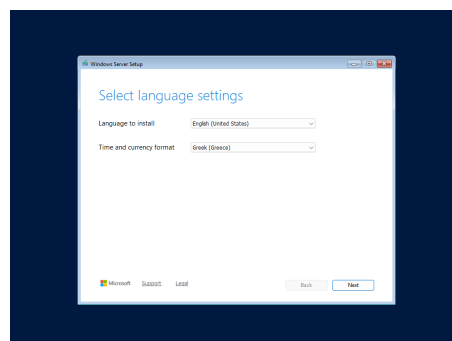 Windows Server Setup
Select language settings
Language to install English (United States)
Time and currency format Greek (Greece)
Microsoft Support Legal Back Next